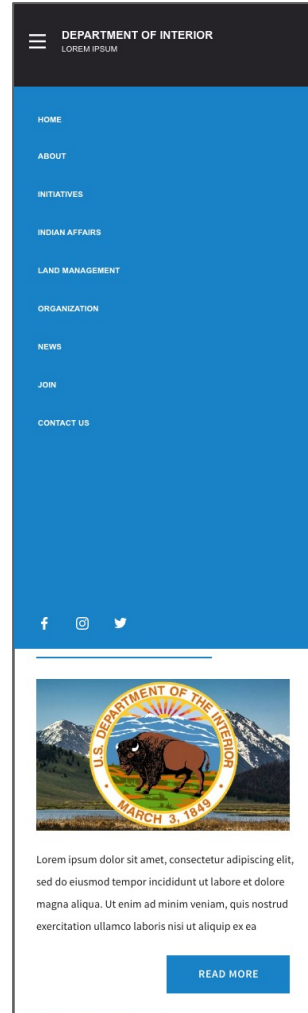 DEPARTMENT OF INTERIOR
LOREM IPSUM
HOME
ABOUT
INITIATIVES
INDIAN AFFAIRS
LAND MANAGEMENT
ORGANIZATION
NEWS
JOIN
CONTACT US
U.S. DEPARTMENT OF THE INTERIOR
MARCH 3, 1849
Lorem ipsum dolor sit amet, consectetur adipiscing elit,
sed do eiusmod tempor incididunt ut labore et dolore
magna aliqua. Ut enim ad minim veniam, quis nostrud
exercitation ullamco laboris nisi ut aliquip ex ea
READ MORE